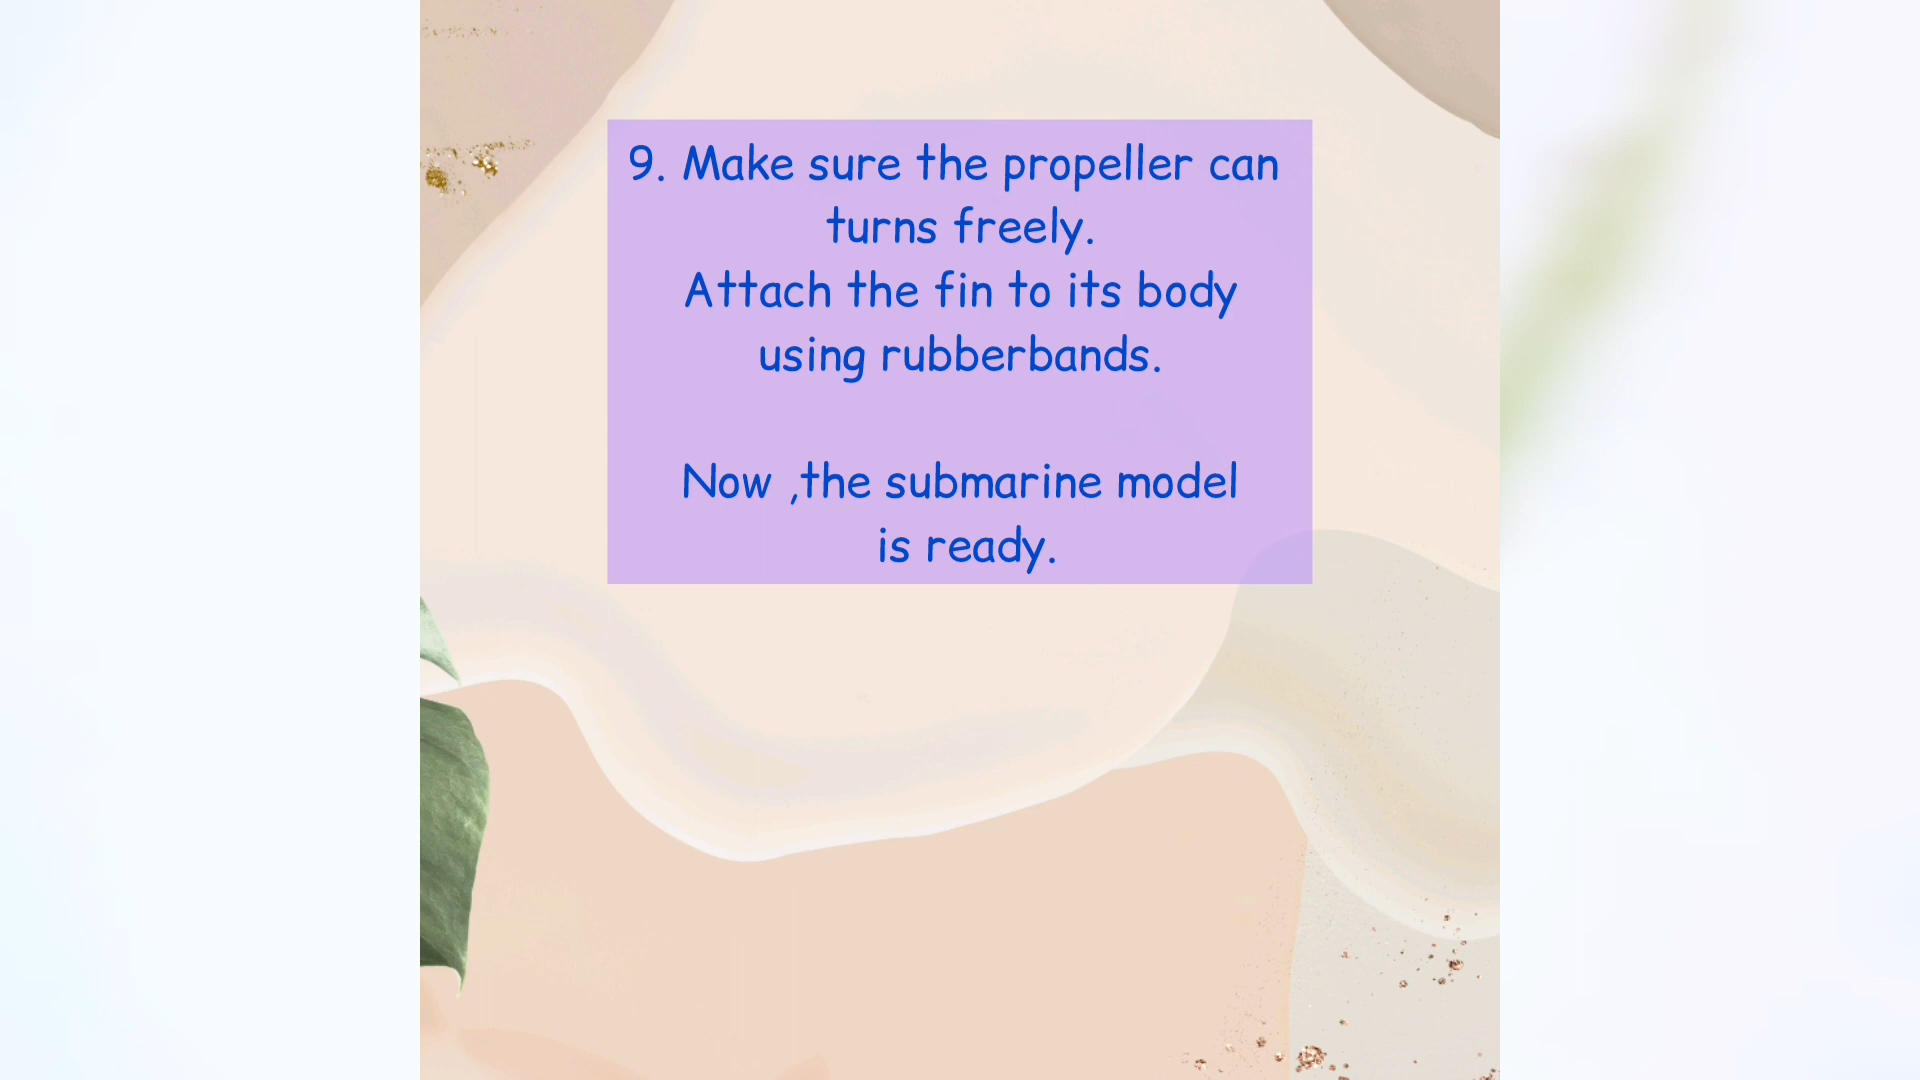 9. Make sure the propeller can
turns freely.
Attach the fin to its body
using rubberbands.
Now ,the submarine model
is ready.